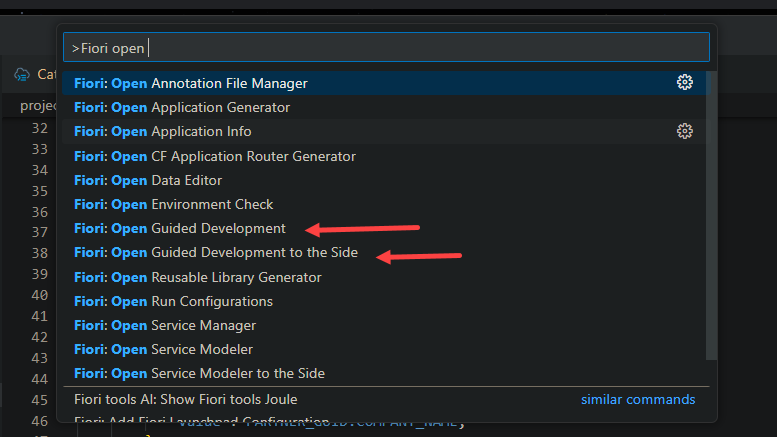 >Fiori open
Fiori: Open Annotation File Manager
Fiori: Open Application Generator
Fiori: Open Application Info
Fiori: Open CF Application Router Generator
Fiori: Open Data Editor
Fiori: Open Environment Check
Fiori: Open Guided Development
Fiori: Open Guided Development to the Side
Fiori: Open Reusable Library Generator
Fiori: Open Run Configurations
Fiori: Open Service Manager
Fiori: Open Service Modeler
Fiori: Open Service Modeler to the Side
Fiori tools AI: Show Fiori tools Joule similar commands
Fiori: Add Fiori Launchpad Configuration
Cat
projec
32
33
34
35
36
37
38
39
40
41
42
43
44
45
46